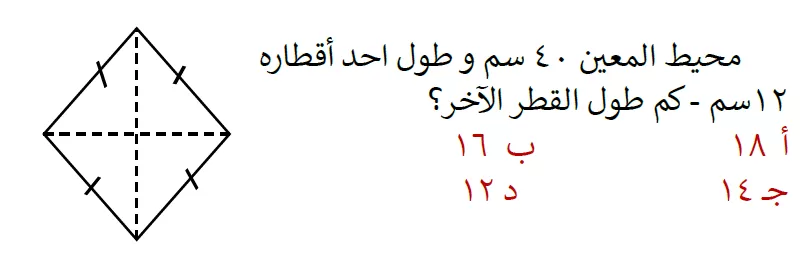 محيط المعين ٤٠ سم و طول احد أقطاره
١٢سم - كم طول القطر الآخر؟
أ ١٨ ب ١٦
جـ ١٤ د ١٢